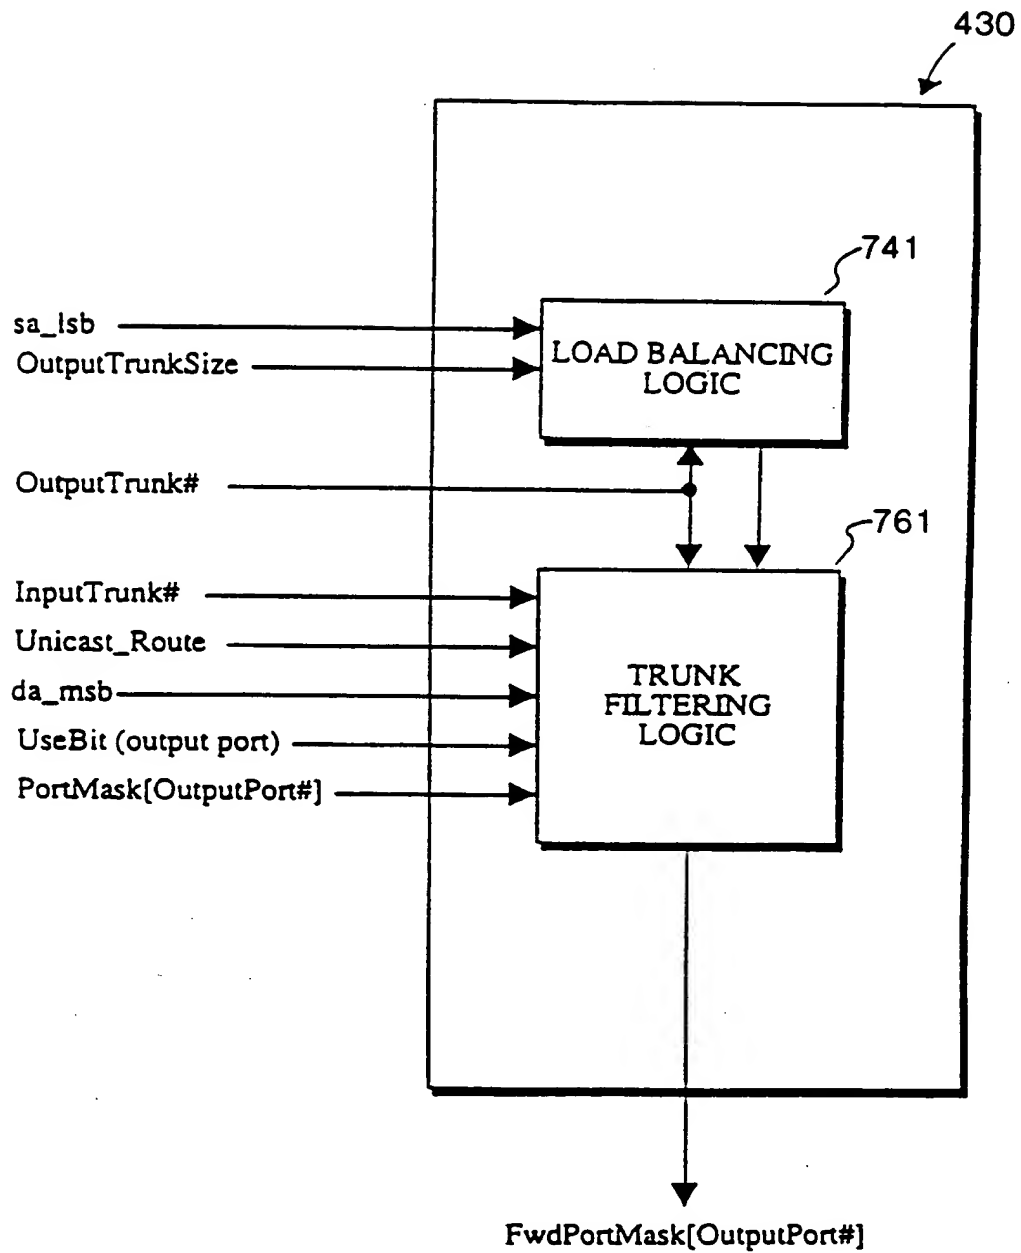 430
741
sa_lsb
LOAD BALANCING
LOGIC
OutputTrunkSize
OutputTrunk#
761
InputTrunk#
Unicast_Route
TRUNK
FILTERING
LOGIC
da_msb
UseBit (output port)
PortMask[OutputPort#]
FwdPortMask[OutputPort#]